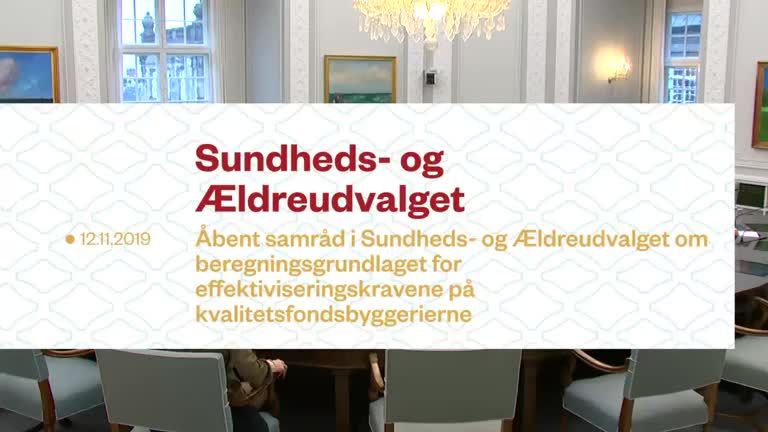 Sundheds- og
Ældreudvalget
12.11.2019
Åbent samråd i Sundheds- og Ældreudvalget om
beregningsgrundlaget for
effektiviseringskravene på
kvalitetsfondsbyggerierne